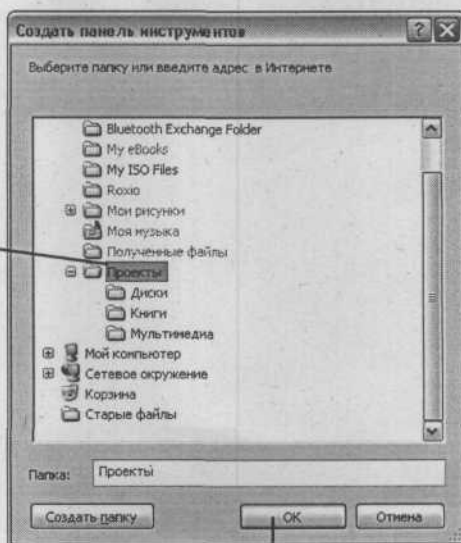 Создать панель инструментов
Выберите папку или введите адрес в Интернете
Bluetooth Exchange Folder
My eBooks
My ISO Files
Roxio
Мои рисунки
Моя музыка
Полученные файлы
Проекты
Диски
Книги
Мультимедиа
Мой компьютер
Сетевое окружение
Корзина
Старые файлы
Папка: Проекты
Создать папку ОК Отмена